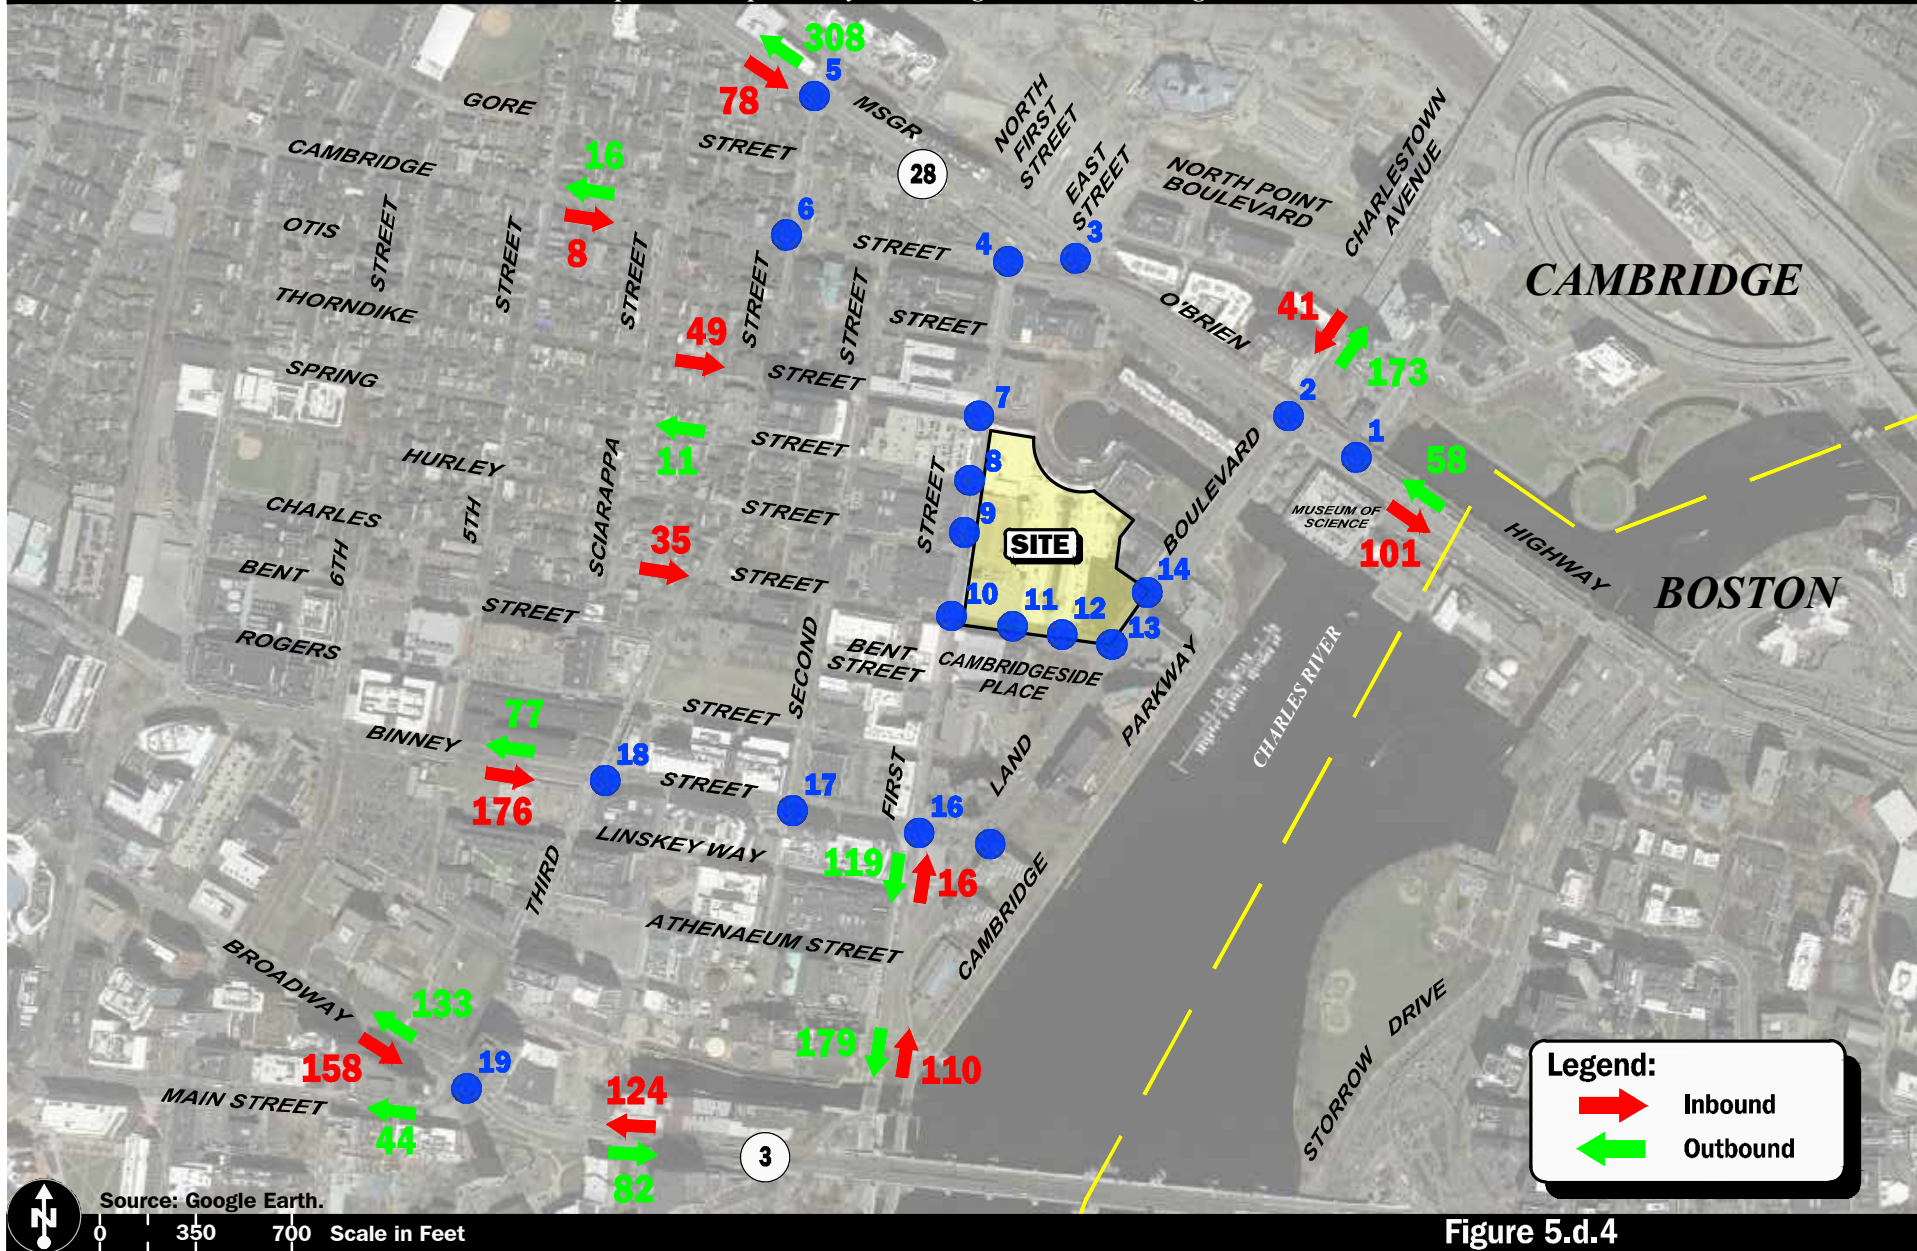 308
5
78
GORE
MSGR
NORTH
FIRST
STREET
EAST
STREET
CHARLESTOWN
AVENUE
CAMBRIDGE
STREET
16
28
NORTH POINT
BOULEVARD
OTIS
STREET
STREET
8
STREET
6
STREET
4
3
CAMBRIDGE
THORNDIKE
STREET
STREET
STREET
O'BRIEN
41
49
SPRING
STREET
173
7
2
1
11
STREET
HURLEY
SCIARAPPA
STREET
8
BOULEVARD
58
CHARLES
5TH
STREET
9
SITE
MUSEUM OF
SCIENCE
HIGHWAY
35
101
BENT
6TH
STREET
STREET
10
11
12
14
13
BOSTON
ROGERS
SECOND
BENT
STREET
CAMBRIDGESIDE
PLACE
PARKWAY
CHARLES RIVER
77
BINNEY
STREET
18
176
STREET
17
FIRST
LAND
16
LINSKEY WAY
119
16
THIRD
ATHENAEUM STREET
CAMBRIDGE
BROADWAY
133
158
19
179
110
STORROW
DRIVE
MAIN STREET
44
124
82
3
Legend:
Inbound
Outbound
N
Source: Google Earth.
0 350 700 Scale in Feet
Figure 5.d.4